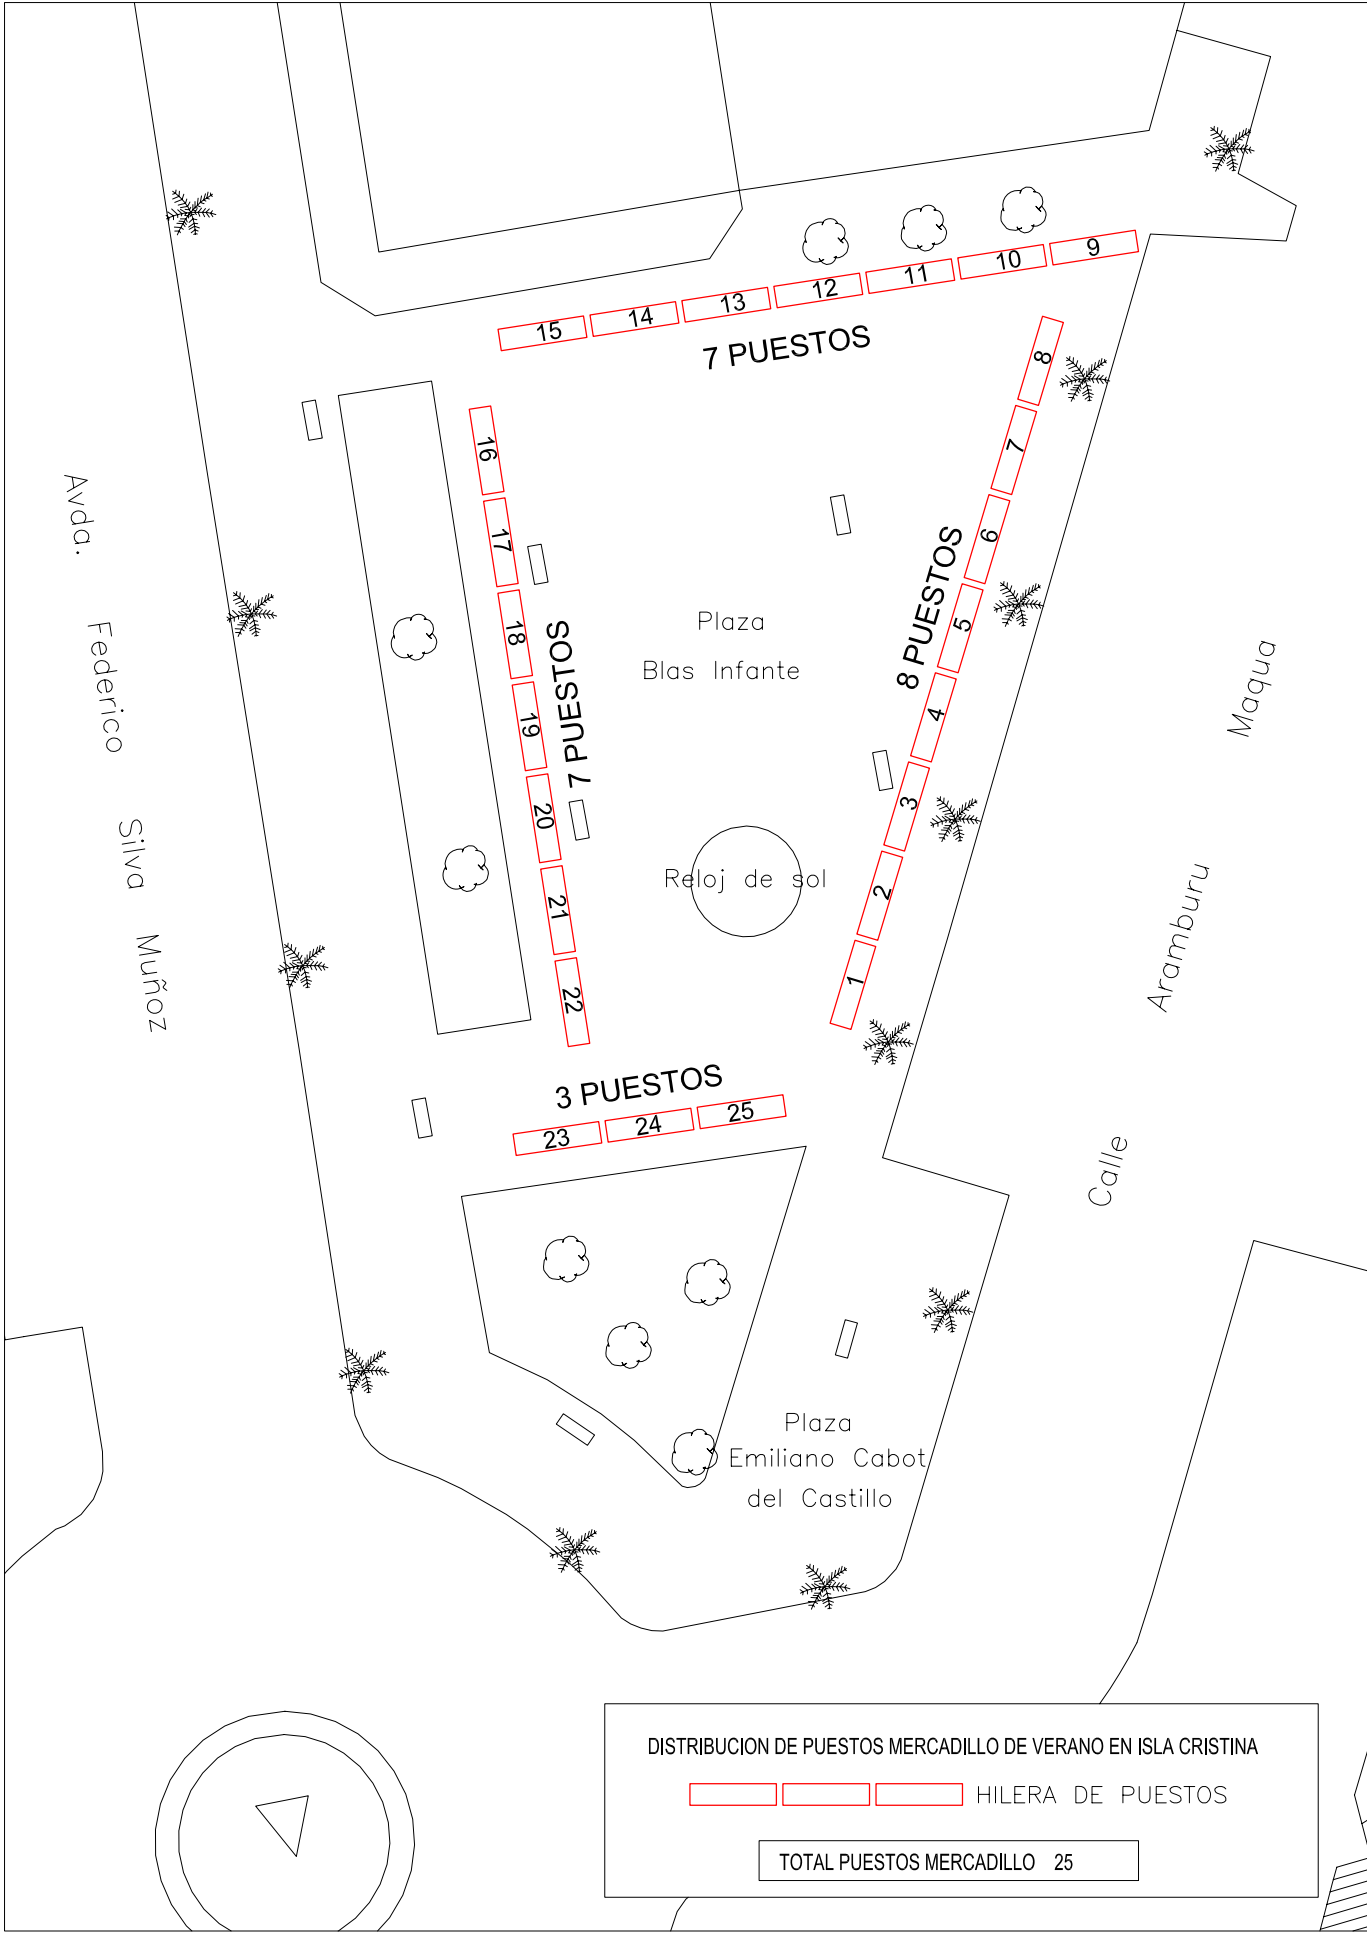 9
10
11
12
13
14
15
7 PUESTOS
8
7
6
5
4
3
2
1
8 PUESTOS
16
17
18
19
20
21
22
7 PUESTOS
Plaza
Blas Infante
Reloj de sol
Avda. Federico Silva Muñoz
Calle Aramburu Maqua
3 PUESTOS
23
24
25
Plaza
Emiliano Cabot
del Castillo
DISTRIBUCION DE PUESTOS MERCADILLO DE VERANO EN ISLA CRISTINA
HILERA DE PUESTOS
TOTAL PUESTOS MERCADILLO 25